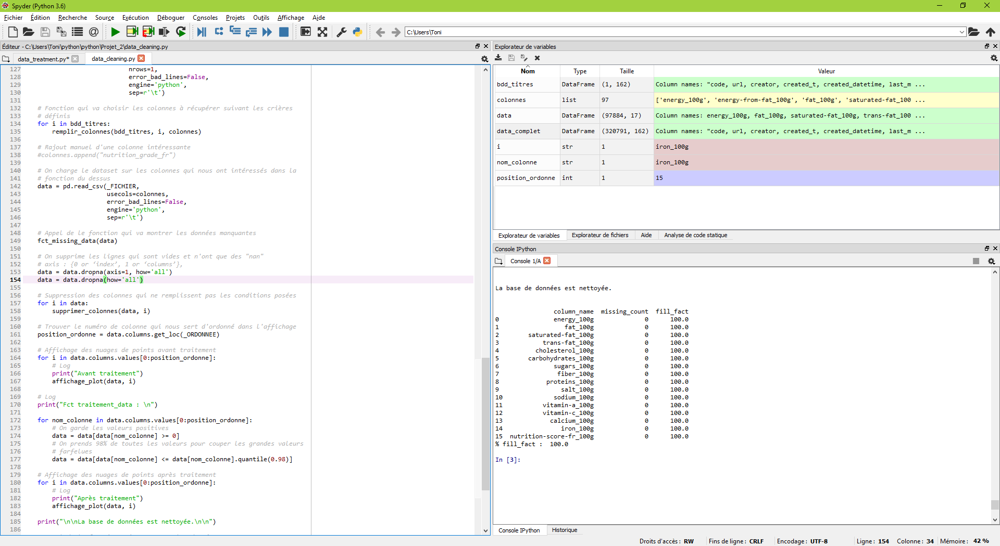 Spyder (Python 3.6)
Fichier Édition Recherche Source Exécution Déboguer Consoles Projets Outils Affichage Aide
C:\Users\Toni
Éditeur - C:\Users\Toni\python\python\Projet_2\data_cleaning.py
data_treatment.py*
data_cleaning.py
127 nrows=1,
128 error_bad_lines=False,
129 engine='python',
130 sep=r'\t')
131
132 # Fonction qui va choisir les colonnes à récupérer suivant les crières
133 # définis
134 for i in bdd_titres:
135 remplir_colonnes(bdd_titres, i, colonnes)
136
137 # Rajout manuel d'une colonne intéressante
138 #colonnes.append("nutrition_grade_fr")
139
140 # On charge le dataset sur les colonnes qui nous ont intéressés dans la
141 # fonction du dessus
142 data = pd.read_csv(_FICHIER,
143 usecols=colonnes,
144 error_bad_lines=False,
145 engine='python',
146 sep=r'\t')
147
148 # Appel de le fonction qui va montrer les données manquantes
149 fct_missing_data(data)
150
151 # On supprime les lignes qui sont vides et n'ont que des "nan"
152 # axis : {0 or ‘index’, 1 or ‘columns’},
153 data = data.dropna(axis=1, how='all')
154 data = data.dropna(how='all')
155
156 # Suppression des colonnes qui ne remplissent pas les conditions posées
157 for i in data:
158 supprimer_colonnes(data, i)
159
160 # Trouver le numéro de colonne qui nous sert d'ordonné dans l'affichage
161 position_ordonne = data.columns.get_loc(_ORDONNEE)
162
163 # Affichage des nuages de points avant traitement
164 for i in data.columns.values[0:position_ordonne]:
165 # Log
166 print("Avant traitement")
167 affichage_plot(data, i)
168
169 # Log
170 print("Fct traitement_data : \n")
171
172 for nom_colonne in data.columns.values[0:position_ordonne]:
173 # On garde les valeurs positives
174 data = data[data[nom_colonne] >= 0]
175 # On prends 98% de toutes les valeurs pour couper les grandes valeurs
176 # farfelues
177 data = data[data[nom_colonne] <= data[nom_colonne].quantile(0.98)]
178
179 # Affichage des nuages de points après traitement
180 for i in data.columns.values[0:position_ordonne]:
181 # Log
182 print("Après traitement")
183 affichage_plot(data, i)
184
185 print("\n\nLa base de données est nettoyée.\n\n")
186
Explorateur de variables
Nom Type Taille Valeur
bdd_titres DataFrame (1, 162) Column names: "code, url, creator, created_t, created_datetime, last_m ...
colonnes list 97 ['energy_100g', 'energy-from-fat_100g', 'fat_100g', 'saturated-fat_100 ...
data DataFrame (97884, 17) Column names: energy_100g, fat_100g, saturated-fat_100g, trans-fat_100 ...
data_complet DataFrame (320791, 162) Column names: "code, url, creator, created_t, created_datetime, last_m ...
i str 1 iron_100g
nom_colonne str 1 iron_100g
position_ordonne int 1 15
Explorateur de variables Explorateur de fichiers Aide Analyse de code statique
Console IPython
Console 1/A
La base de données est nettoyée.
column_name missing_count fill_fact
0 energy_100g 0 100.0
1 fat_100g 0 100.0
2 saturated-fat_100g 0 100.0
3 trans-fat_100g 0 100.0
4 cholesterol_100g 0 100.0
5 carbohydrates_100g 0 100.0
6 sugars_100g 0 100.0
7 fiber_100g 0 100.0
8 proteins_100g 0 100.0
9 salt_100g 0 100.0
10 sodium_100g 0 100.0
11 vitamin-a_100g 0 100.0
12 vitamin-c_100g 0 100.0
13 calcium_100g 0 100.0
14 iron_100g 0 100.0
15 nutrition-score-fr_100g 0 100.0
% fill_fact : 100.0
In [3]:
Console IPython Historique
Droits d'accès : RW Fins de ligne : CRLF Encodage : UTF-8 Ligne : 154 Colonne : 34 Mémoire : 42 %